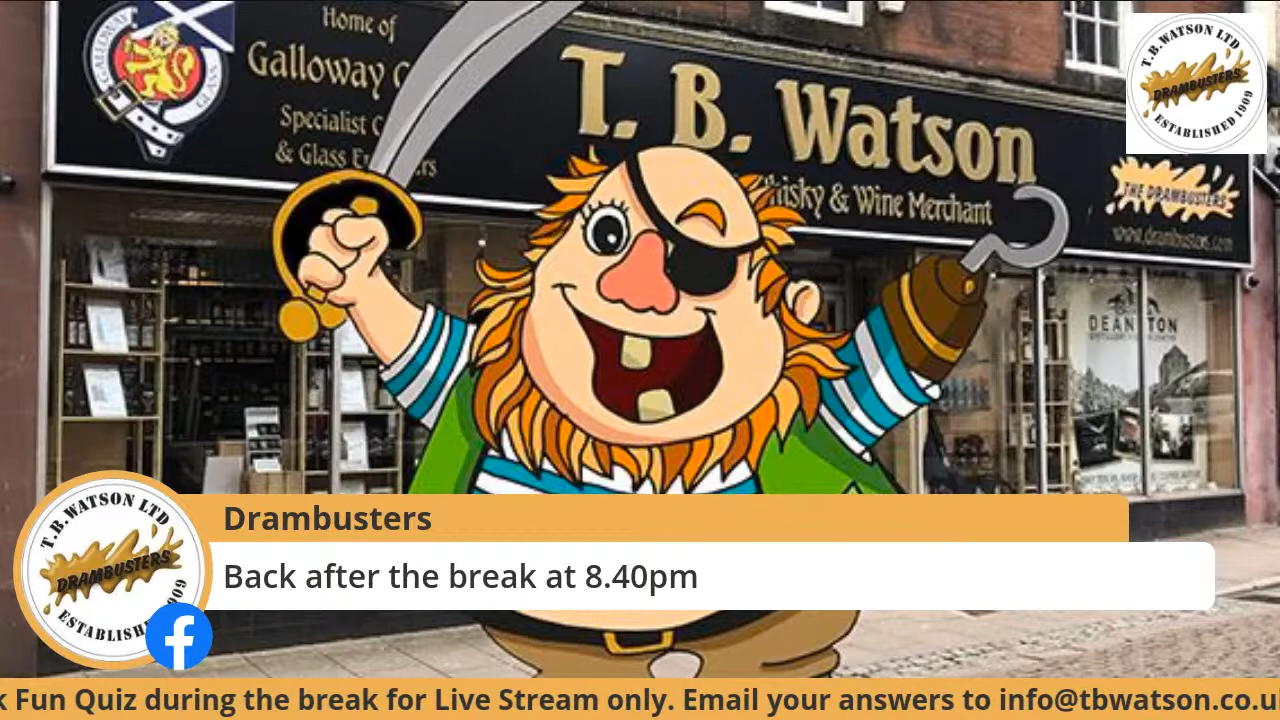 Home of
Galloway
Specialist
& Glass
GALLOWAY
GLASS
T. B. Watson
Whisky & Wine Merchant
THE DRAMBUSTERS
www.drambusters.com
T.B.WATSON LTD
DRAMBUSTERS
ESTABLISHED 1909
DEANSTON
T.B.WATSON LTD
DRAMBUSTERS
Drambusters
Back after the break at 8.40pm
k Fun Quiz during the break for Live Stream only. Email your answers to info@tbwatson.co.u